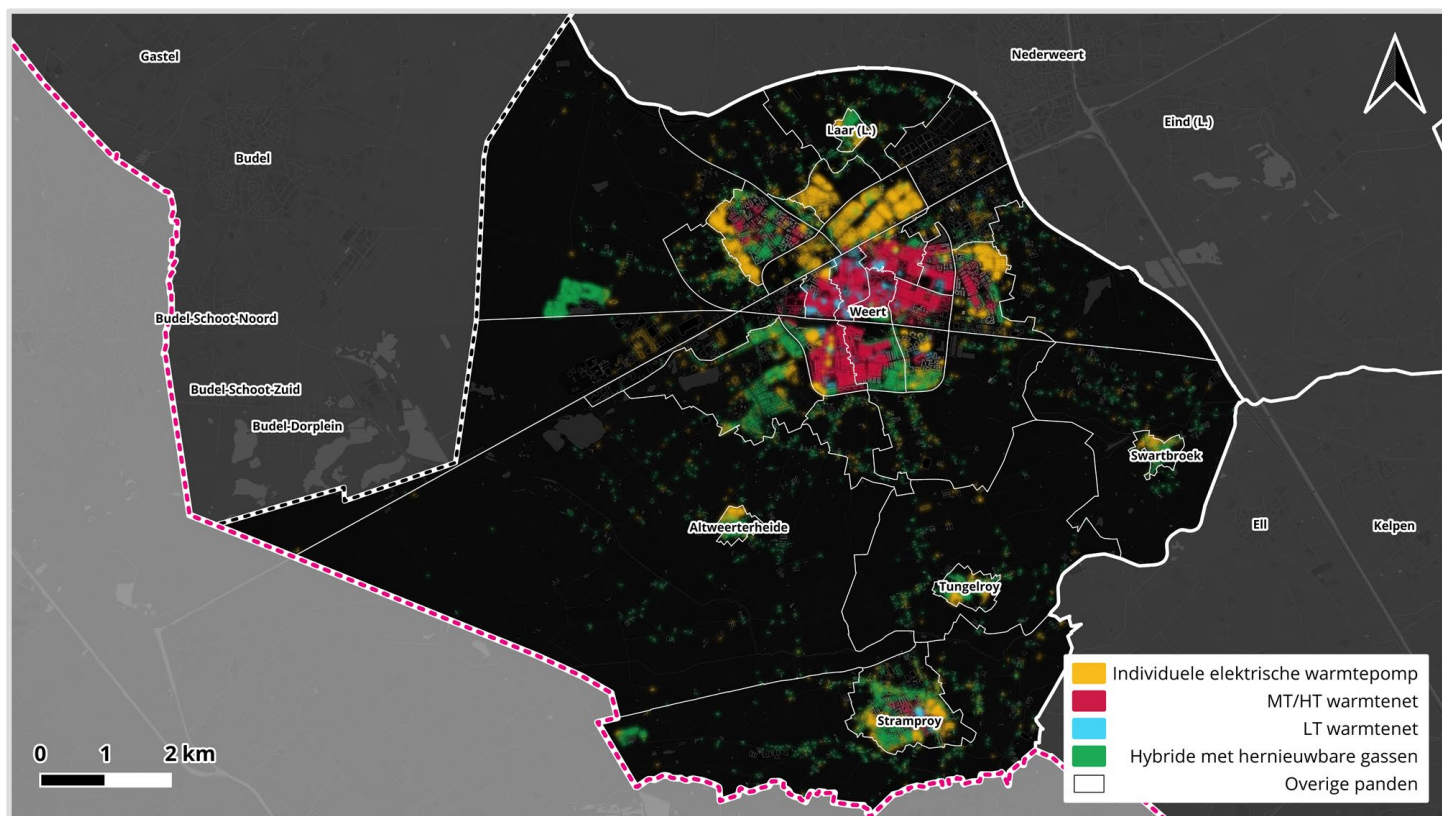 Gastel
Nederweert
Eind (L.)
Laar (L.)
Budel
Weert
Budel-Schoot-Noord
Budel-Schoot-Zuid
Budel-Dorplein
Swartbroek
Altweerterheide
Ell
Kelpen
Tungelroy
Stramproy
Individuele elektrische warmtepomp
MT/HT warmtenet
LT warmtenet
Hybride met hernieuwbare gassen
Overige panden
0 1 2 km